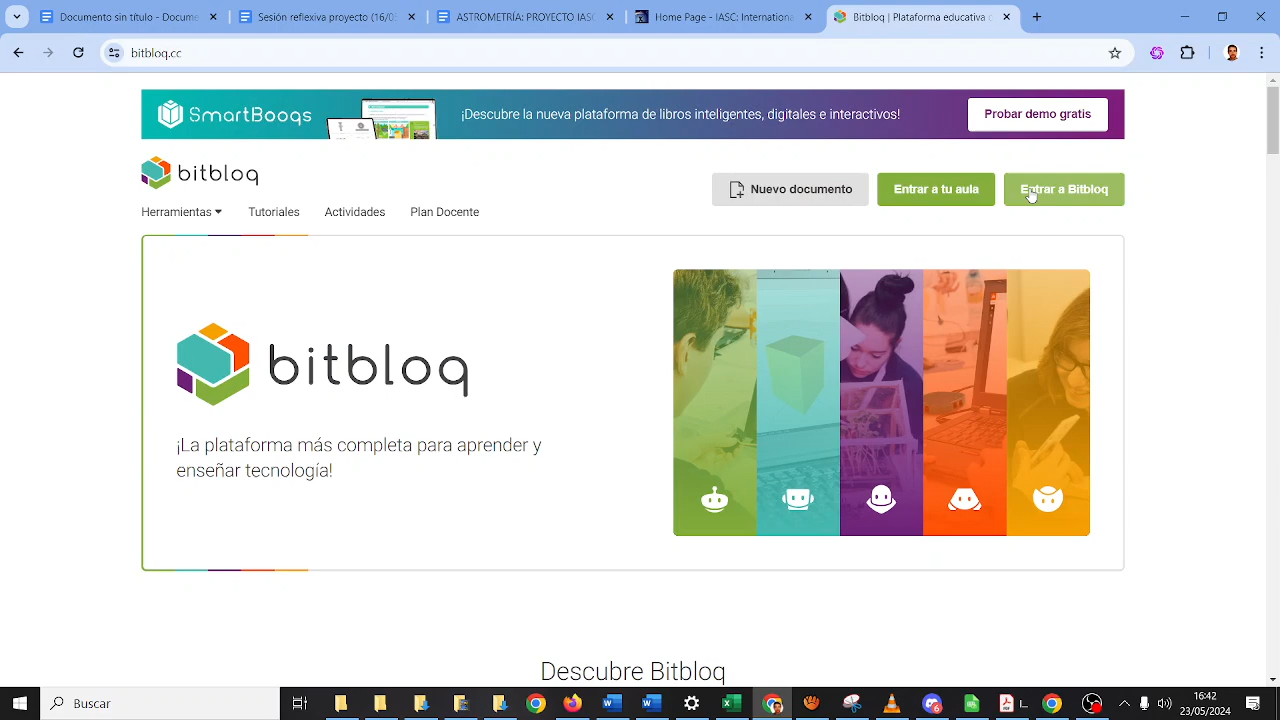 Documento sin título - Docume
Sesión reflexiva proyecto (16/0
ASTROMETRÍA: PROYECTO IASC
Home Page - IASC: Internationa
Bitbloq | Plataforma educativa c
bitbloq.cc
SmartBooqs
¡Descubre la nueva plataforma de libros inteligentes, digitales e interactivos!
Probar demo gratis
bitbloq
Nuevo documento
Entrar a tu aula
Entrar a Bitbloq
Herramientas
Tutoriales
Actividades
Plan Docente
bitbloq
¡La plataforma más completa para aprender y
enseñar tecnología!
Descubre Bitbloq
Buscar
16:42
23/05/2024